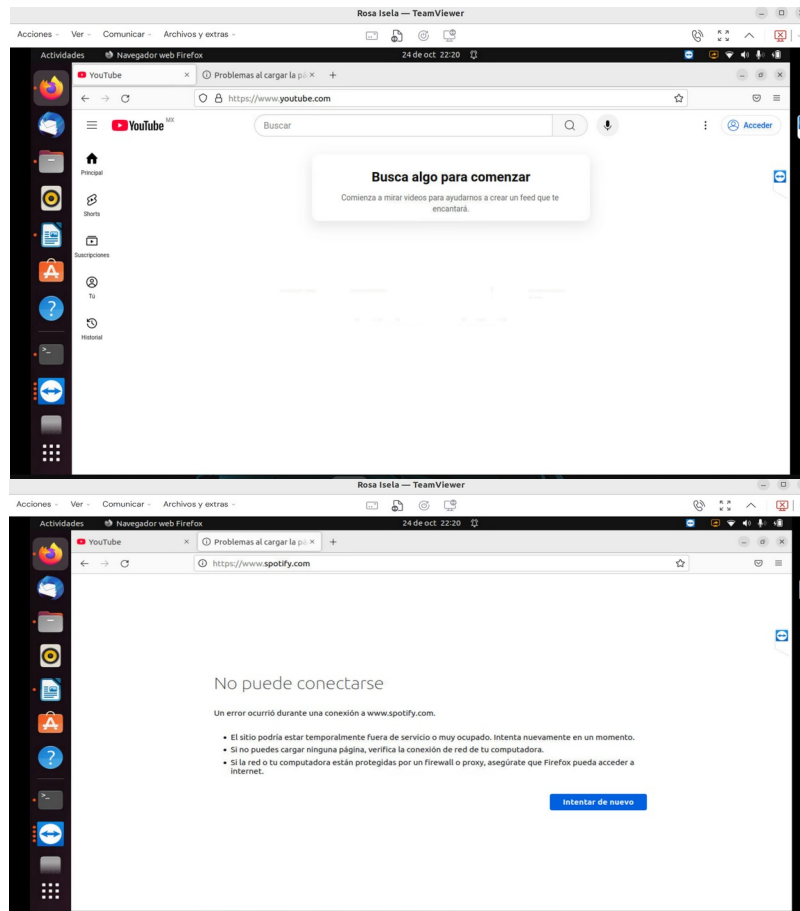 Rosa Isela — TeamViewer
Acciones Ver Comunicar Archivos y extras
Actividades Navegador web Firefox 24 de oct 22:20
YouTube Problemas al cargar la pá
https://www.youtube.com
YouTube MX Buscar Acceder
Principal
Busca algo para comenzar
Comienza a mirar videos para ayudarnos a crear un feed que te
encantará.
Shorts
Suscripciones
Tú
Historial
Rosa Isela — TeamViewer
Acciones Ver Comunicar Archivos y extras
Actividades Navegador web Firefox 24 de oct 22:20
YouTube Problemas al cargar la pá
https://www.spotify.com
No puede conectarse
Un error ocurrió durante una conexión a www.spotify.com.
• El sitio podría estar temporalmente fuera de servicio o muy ocupado. Intenta nuevamente en un momento.
• Si no puedes cargar ninguna página, verifica la conexión de red de tu computadora.
• Si la red o tu computadora están protegidas por un firewall o proxy, asegúrate que Firefox pueda acceder a
internet.
Intentar de nuevo